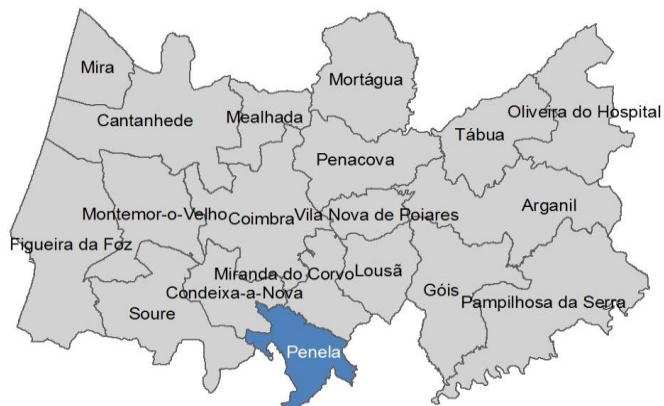 Mira
Mortágua
Cantanhede
Mealhada
Oliveira do Hospital
Tábua
Penacova
Montemor-o-Velho
Coimbra
Vila Nova de Poiares
Arganil
Figueira da Foz
Miranda do Corvo
Lousã
Condeixa-a-Nova
Góis
Pampilhosa da Serra
Soure
Penela